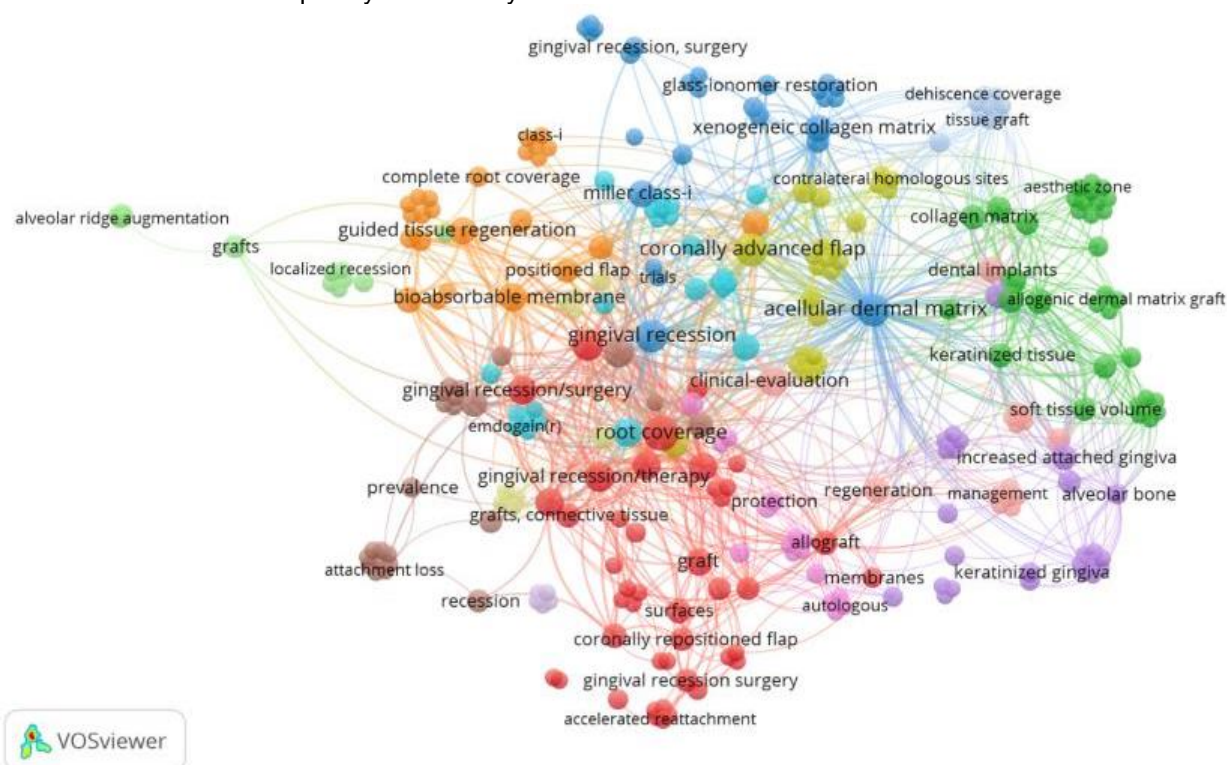 gingival recession, surgery
glass-ionomer restoration
dehiscence coverage
tissue graft
xenogeneic collagen matrix
class-i
complete root coverage
contralateral homologous sites
aesthetic zone
miller class-i
alveolar ridge augmentation
collagen matrix
guided tissue regeneration
grafts
coronally advanced flap
localized recession
positioned flap
trials
dental implants
bioabsorbable membrane
allogenic dermal matrix graft
acellular dermal matrix
gingival recession
keratinized tissue
clinical-evaluation
gingival recession/surgery
soft tissue volume
emdogain(r)
root coverage
increased attached gingiva
gingival recession/therapy
prevalence
regeneration
management
alveolar bone
protection
grafts, connective tissue
allograft
graft
attachment loss
keratinized gingiva
membranes
recession
autologous
surfaces
coronally repositioned flap
gingival recession surgery
accelerated reattachment
VOSviewer